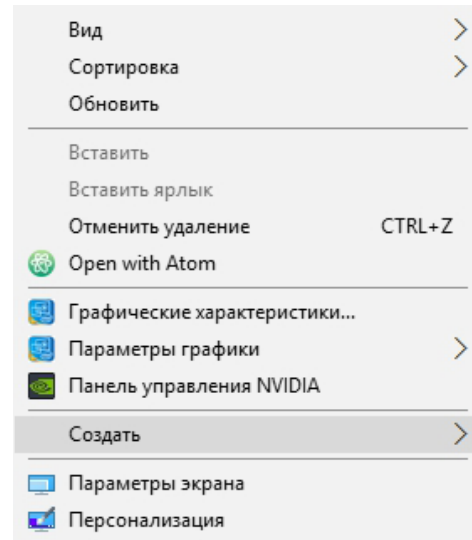 Вид
Сортировка
Обновить
Вставить
Вставить ярлык
Отменить удаление CTRL+Z
Open with Atom
Графические характеристики...
Параметры графики
Панель управления NVIDIA
Создать
Параметры экрана
Персонализация